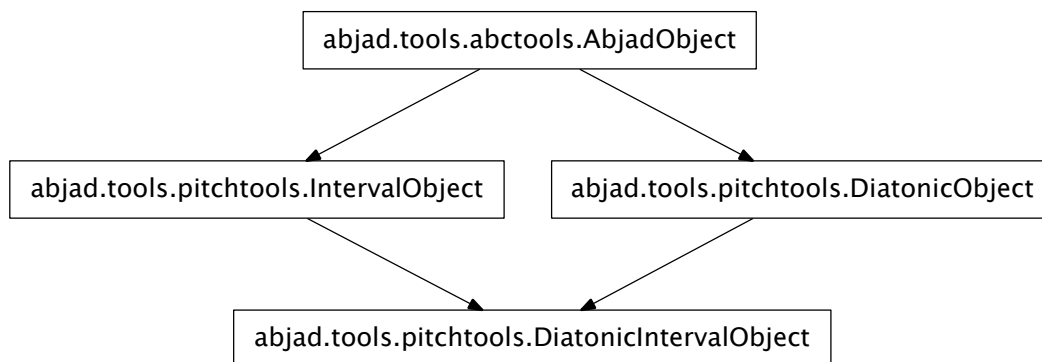 abjad.tools.abctools.AbjadObject
abjad.tools.pitchtools.IntervalObject
abjad.tools.pitchtools.DiatonicObject
abjad.tools.pitchtools.DiatonicIntervalObject